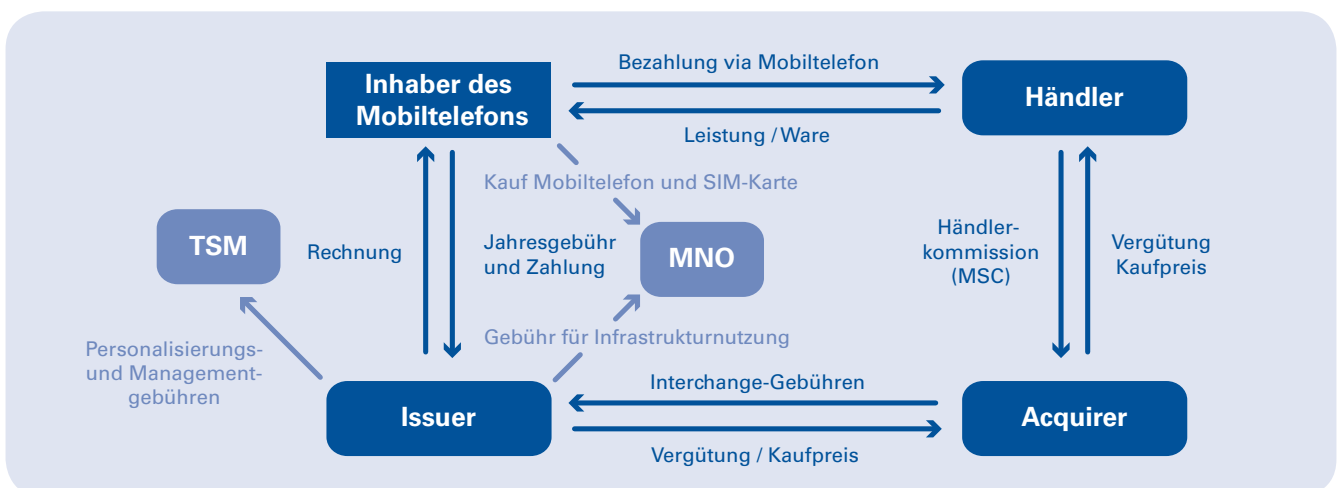 Bezahlung via Mobiltelefon
Inhaber des
Mobiltelefons
Händler
Leistung / Ware
Kauf Mobiltelefon und SIM-Karte
TSM
Rechnung
Jahresgebühr
und Zahlung
MNO
Händler-
kommission
(MSC)
Vergütung
Kaufpreis
Gebühr für Infrastrukturnutzung
Personalisierungs-
und Management-
gebühren
Interchange-Gebühren
Issuer
Acquirer
Vergütung / Kaufpreis